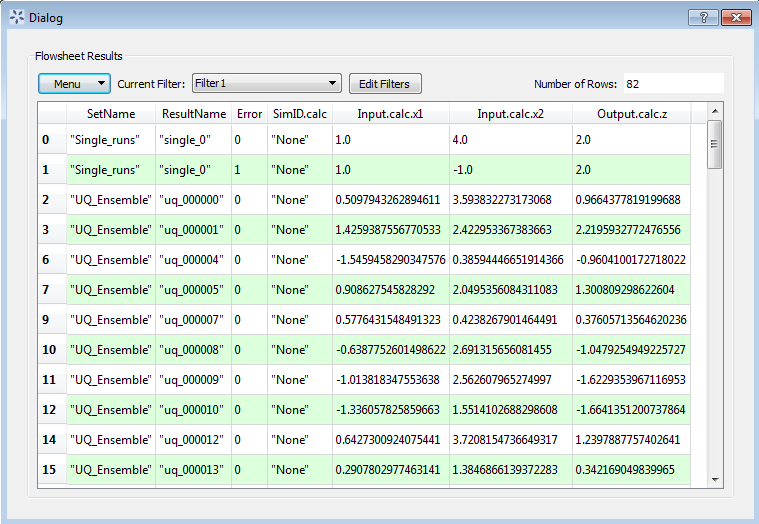 Dialog
Flowsheet Results
Menu Current Filter: Filter1 Edit Filters Number of Rows: 82
SetName ResultName Error SimID.calc Input.calc.x1 Input.calc.x2 Output.calc.z
0 "Single_runs" "single_0" 0 "None" 1.0 4.0 2.0
1 "Single_runs" "single_0" 1 "None" 1.0 -1.0 2.0
2 "UQ_Ensemble" "uq_000000" 0 "None" 0.5097943262894611 3.593832273173068 0.9664377819199688
3 "UQ_Ensemble" "uq_000001" 0 "None" 1.4259387556770533 2.422953367383663 2.2195932772476556
6 "UQ_Ensemble" "uq_000004" 0 "None" -1.5459458290347576 0.38594446651914366 -0.9604100172718022
7 "UQ_Ensemble" "uq_000005" 0 "None" 0.908627545828292 2.0495356084311083 1.300809298622604
9 "UQ_Ensemble" "uq_000007" 0 "None" 0.5776431548491323 0.4238267901464491 0.37605713564620236
10 "UQ_Ensemble" "uq_000008" 0 "None" -0.6387752601498622 2.691315656081455 -1.0479254949225727
11 "UQ_Ensemble" "uq_000009" 0 "None" -1.013818347553638 2.562607965274997 -1.6229353967116953
12 "UQ_Ensemble" "uq_000010" 0 "None" -1.336057825859663 1.5514102688298608 -1.6641351200737864
14 "UQ_Ensemble" "uq_000012" 0 "None" 0.6427300924075441 3.7208154736649317 1.2397887757402641
15 "UQ_Ensemble" "uq_000013" 0 "None" 0.2907802977463141 1.3846866139372283 0.342169049839965